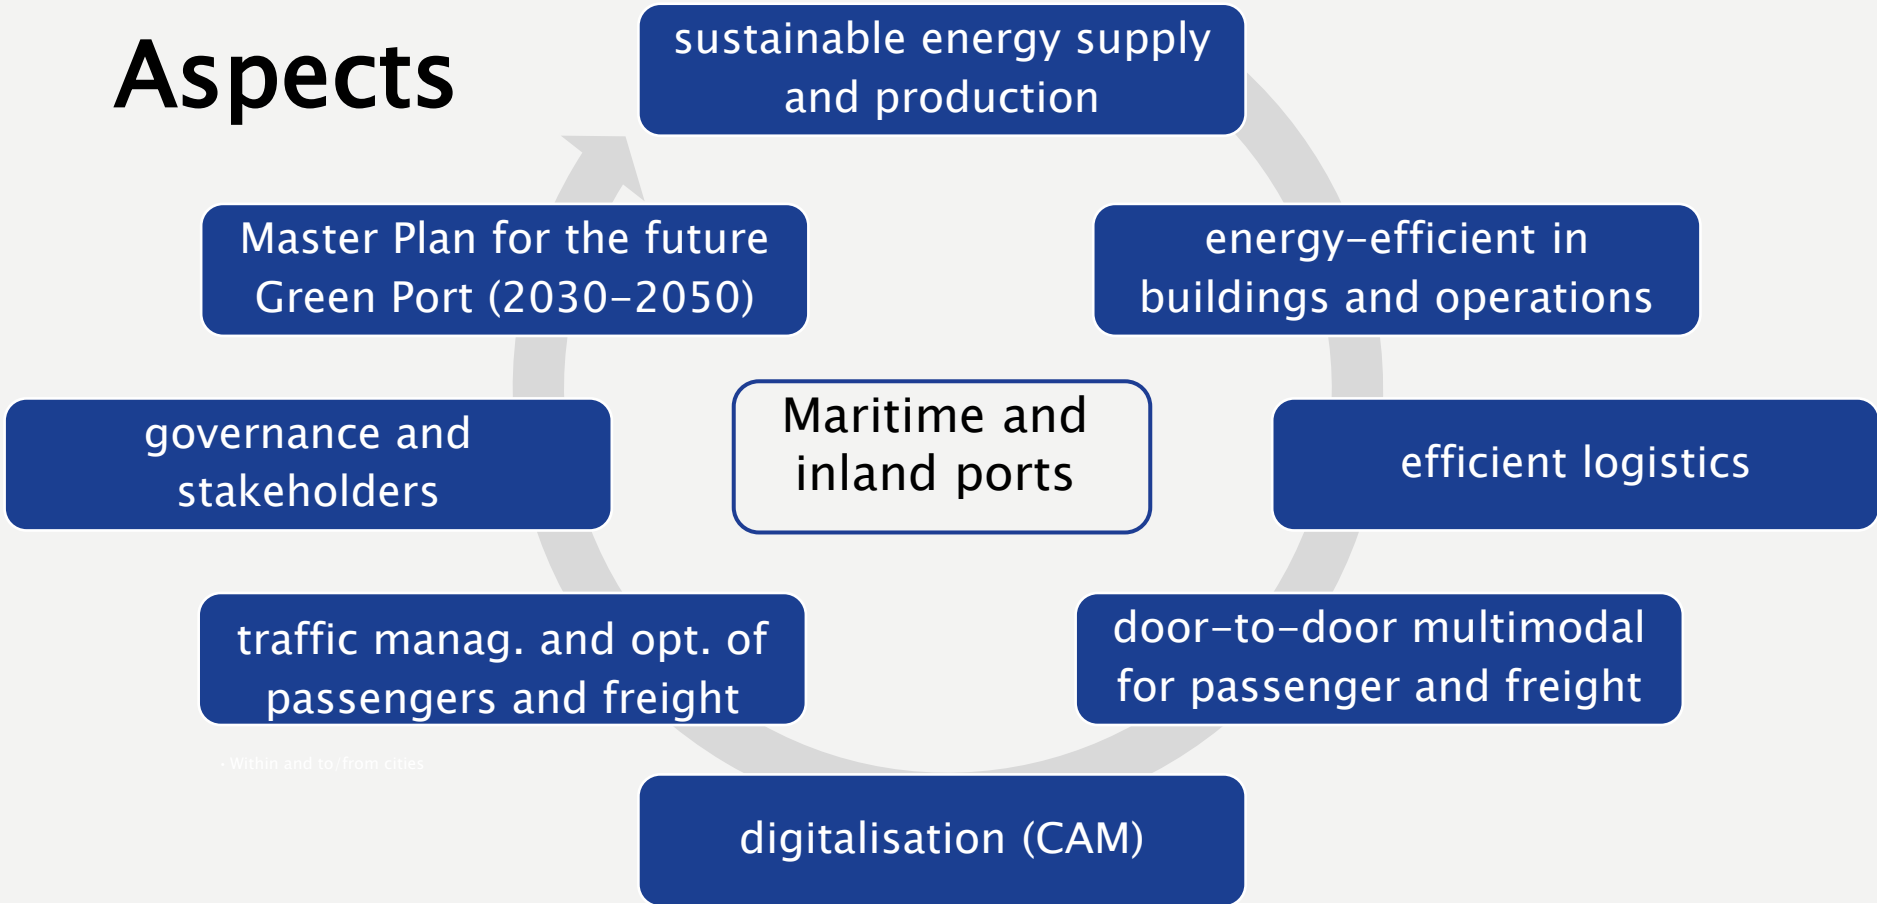 Aspects
sustainable energy supply
and production
energy-efficient in
buildings and operations
efficient logistics
door-to-door multimodal
for passenger and freight
digitalisation (CAM)
traffic manag. and opt. of
passengers and freight
• Within and to/from cities
governance and
stakeholders
Master Plan for the future
Green Port (2030-2050)
Maritime and
inland ports